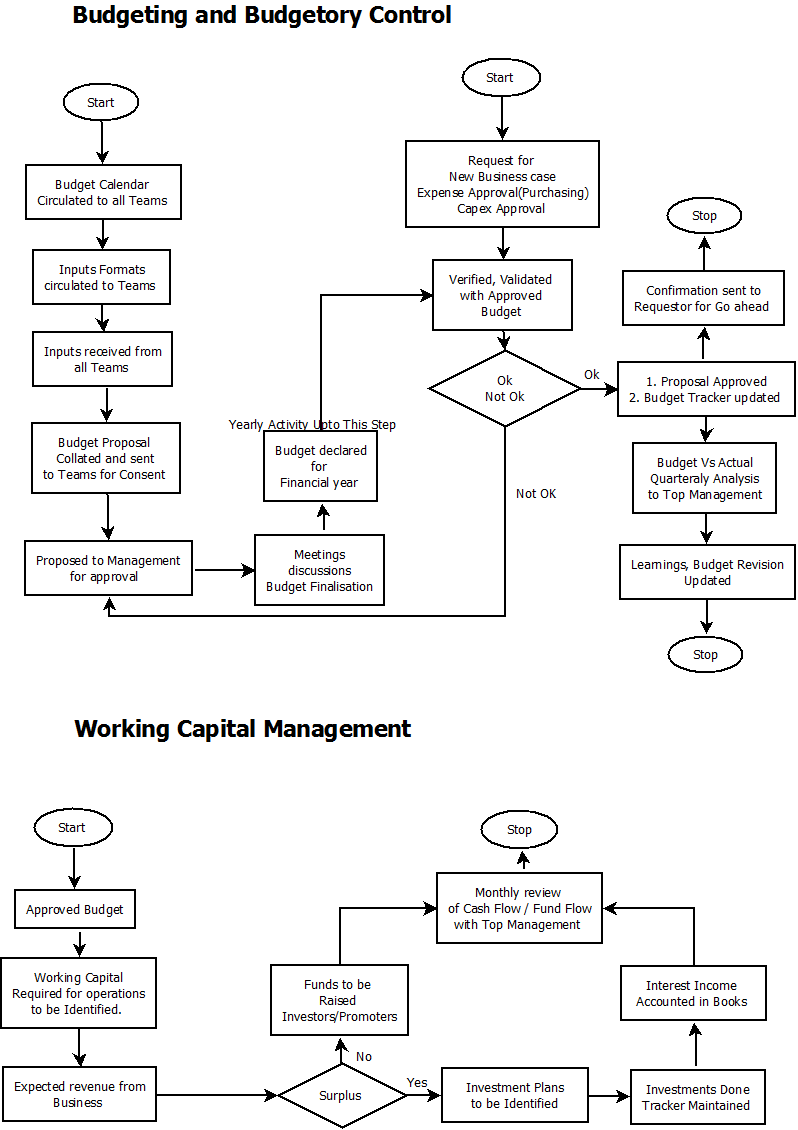 Budgeting and Budgetory Control
Start
Budget Calendar
Circulated to all Teams
Inputs Formats
circulated to Teams
Inputs received from
all Teams
Budget Proposal
Collated and sent
to Teams for Consent
Proposed to Management
for approval
Meetings
discussions
Budget Finalisation
Budget declared
for
Financial year
Yearly Activity Upto This Step
Start
Request for
New Business case
Expense Approval(Purchasing)
Capex Approval
Verified, Validated
with Approved
Budget
Ok
Not Ok
Ok
Not OK
1. Proposal Approved
2. Budget Tracker updated
Confirmation sent to
Requestor for Go ahead
Stop
Budget Vs Actual
Quarteraly Analysis
to Top Management
Learnings, Budget Revision
Updated
Stop
Working Capital Management
Start
Approved Budget
Working Capital
Required for operations
to be Identified.
Expected revenue from
Business
Surplus
No
Yes
Funds to be
Raised
Investors/Promoters
Investment Plans
to be Identified
Investments Done
Tracker Maintained
Interest Income
Accounted in Books
Monthly review
of Cash Flow / Fund Flow
with Top Management
Stop